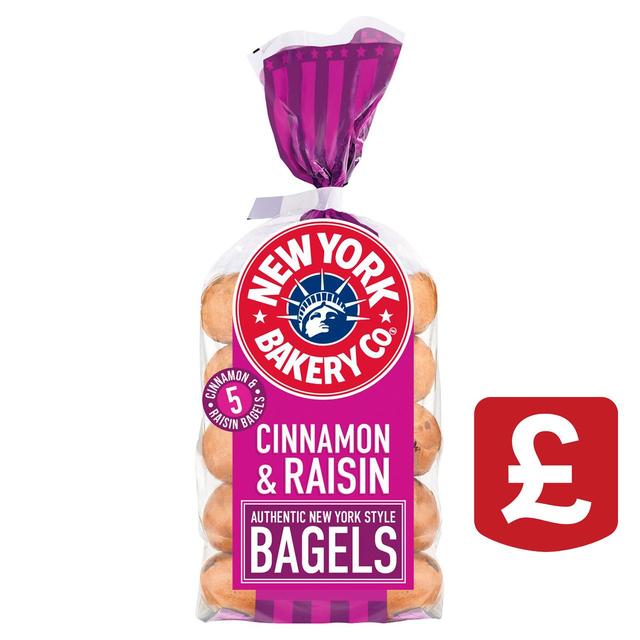 NEW YORK
BAKERY Co
CINNAMON &
5
RAISIN BAGELS
CINNAMON
& RAISIN
AUTHENTIC NEW YORK STYLE
BAGELS
£